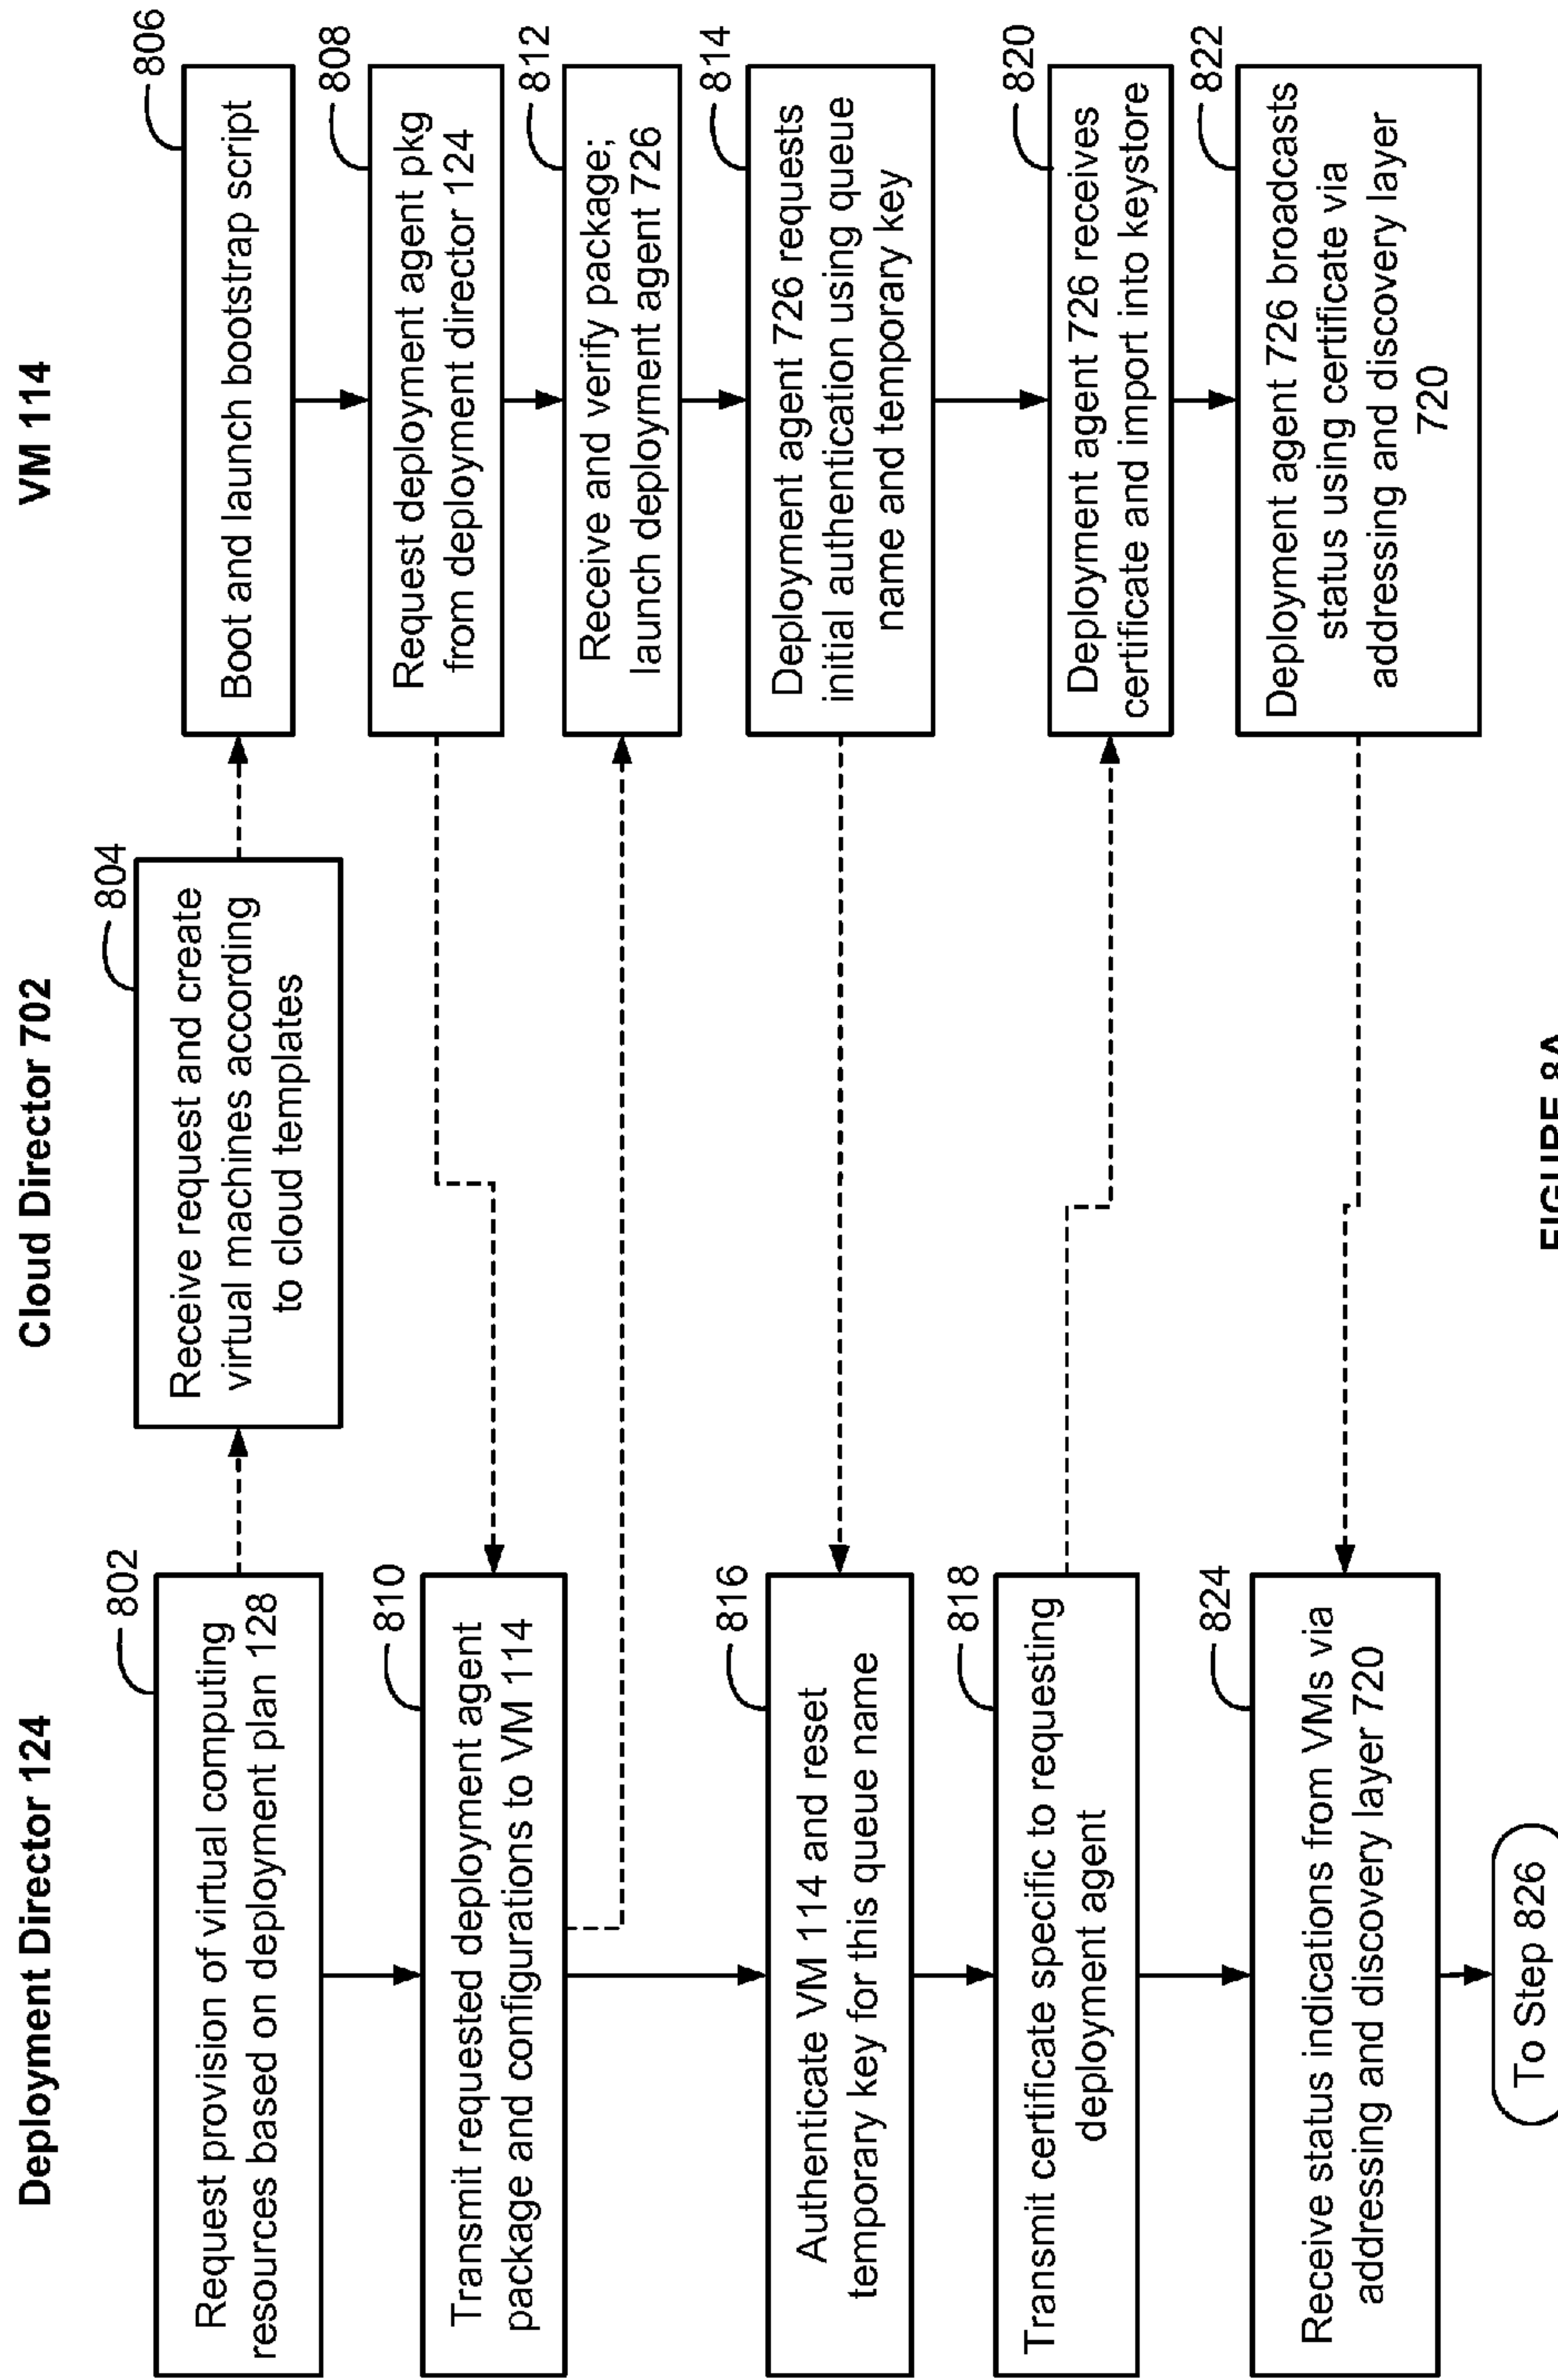 Deployment Director 124
Cloud Director 702
VM 114
802
Request provision of virtual computing
resources based on deployment plan 128
804
Receive request and create
virtual machines according
to cloud templates
806
Boot and launch bootstrap script
808
Request deployment agent pkg
from deployment director 124
810
Transmit requested deployment agent
package and configurations to VM 114
812
Receive and verify package;
launch deployment agent 726
814
Deployment agent 726 requests
initial authentication using queue
name and temporary key
816
Authenticate VM 114 and reset
temporary key for this queue name
818
Transmit certificate specific to requesting
deployment agent
820
Deployment agent 726 receives
certificate and import into keystore
822
Deployment agent 726 broadcasts
status using certificate via
addressing and discovery layer
720
824
Receive status indications from VMs via
addressing and discovery layer 720
To Step 826
FIGURE 8A